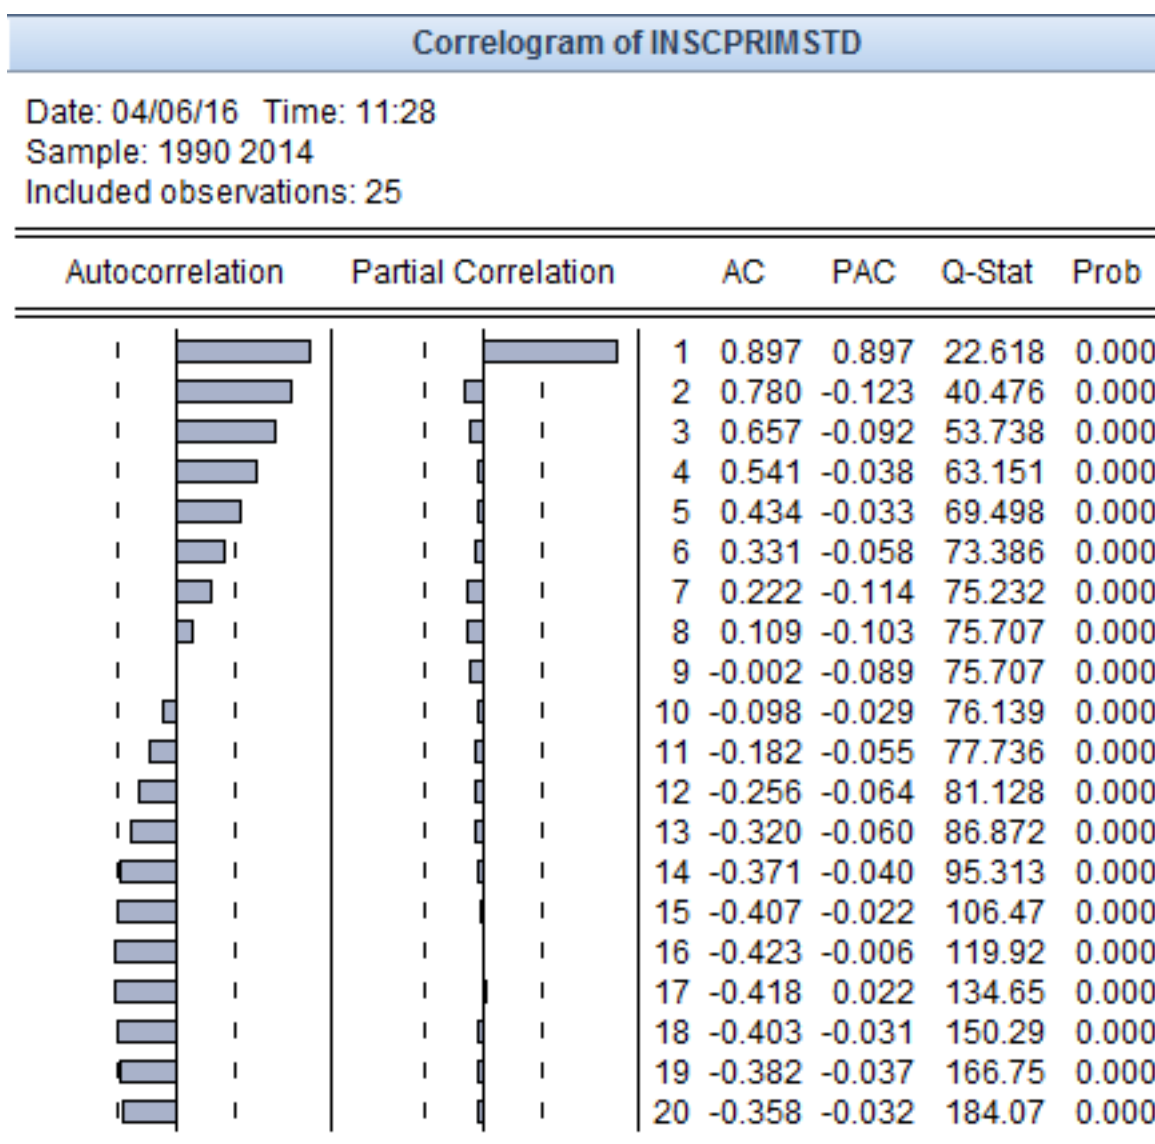 Correlogram of INSCPRIMSTD
Date: 04/06/16 Time: 11:28
Sample: 1990 2014
Included observations: 25
Autocorrelation Partial Correlation AC PAC Q-Stat Prob
1 0.897 0.897 22.618 0.000
2 0.780 -0.123 40.476 0.000
3 0.657 -0.092 53.738 0.000
4 0.541 -0.038 63.151 0.000
5 0.434 -0.033 69.498 0.000
6 0.331 -0.058 73.386 0.000
7 0.222 -0.114 75.232 0.000
8 0.109 -0.103 75.707 0.000
9 -0.002 -0.089 75.707 0.000
10 -0.098 -0.029 76.139 0.000
11 -0.182 -0.055 77.736 0.000
12 -0.256 -0.064 81.128 0.000
13 -0.320 -0.060 86.872 0.000
14 -0.371 -0.040 95.313 0.000
15 -0.407 -0.022 106.47 0.000
16 -0.423 -0.006 119.92 0.000
17 -0.418 0.022 134.65 0.000
18 -0.403 -0.031 150.29 0.000
19 -0.382 -0.037 166.75 0.000
20 -0.358 -0.032 184.07 0.000